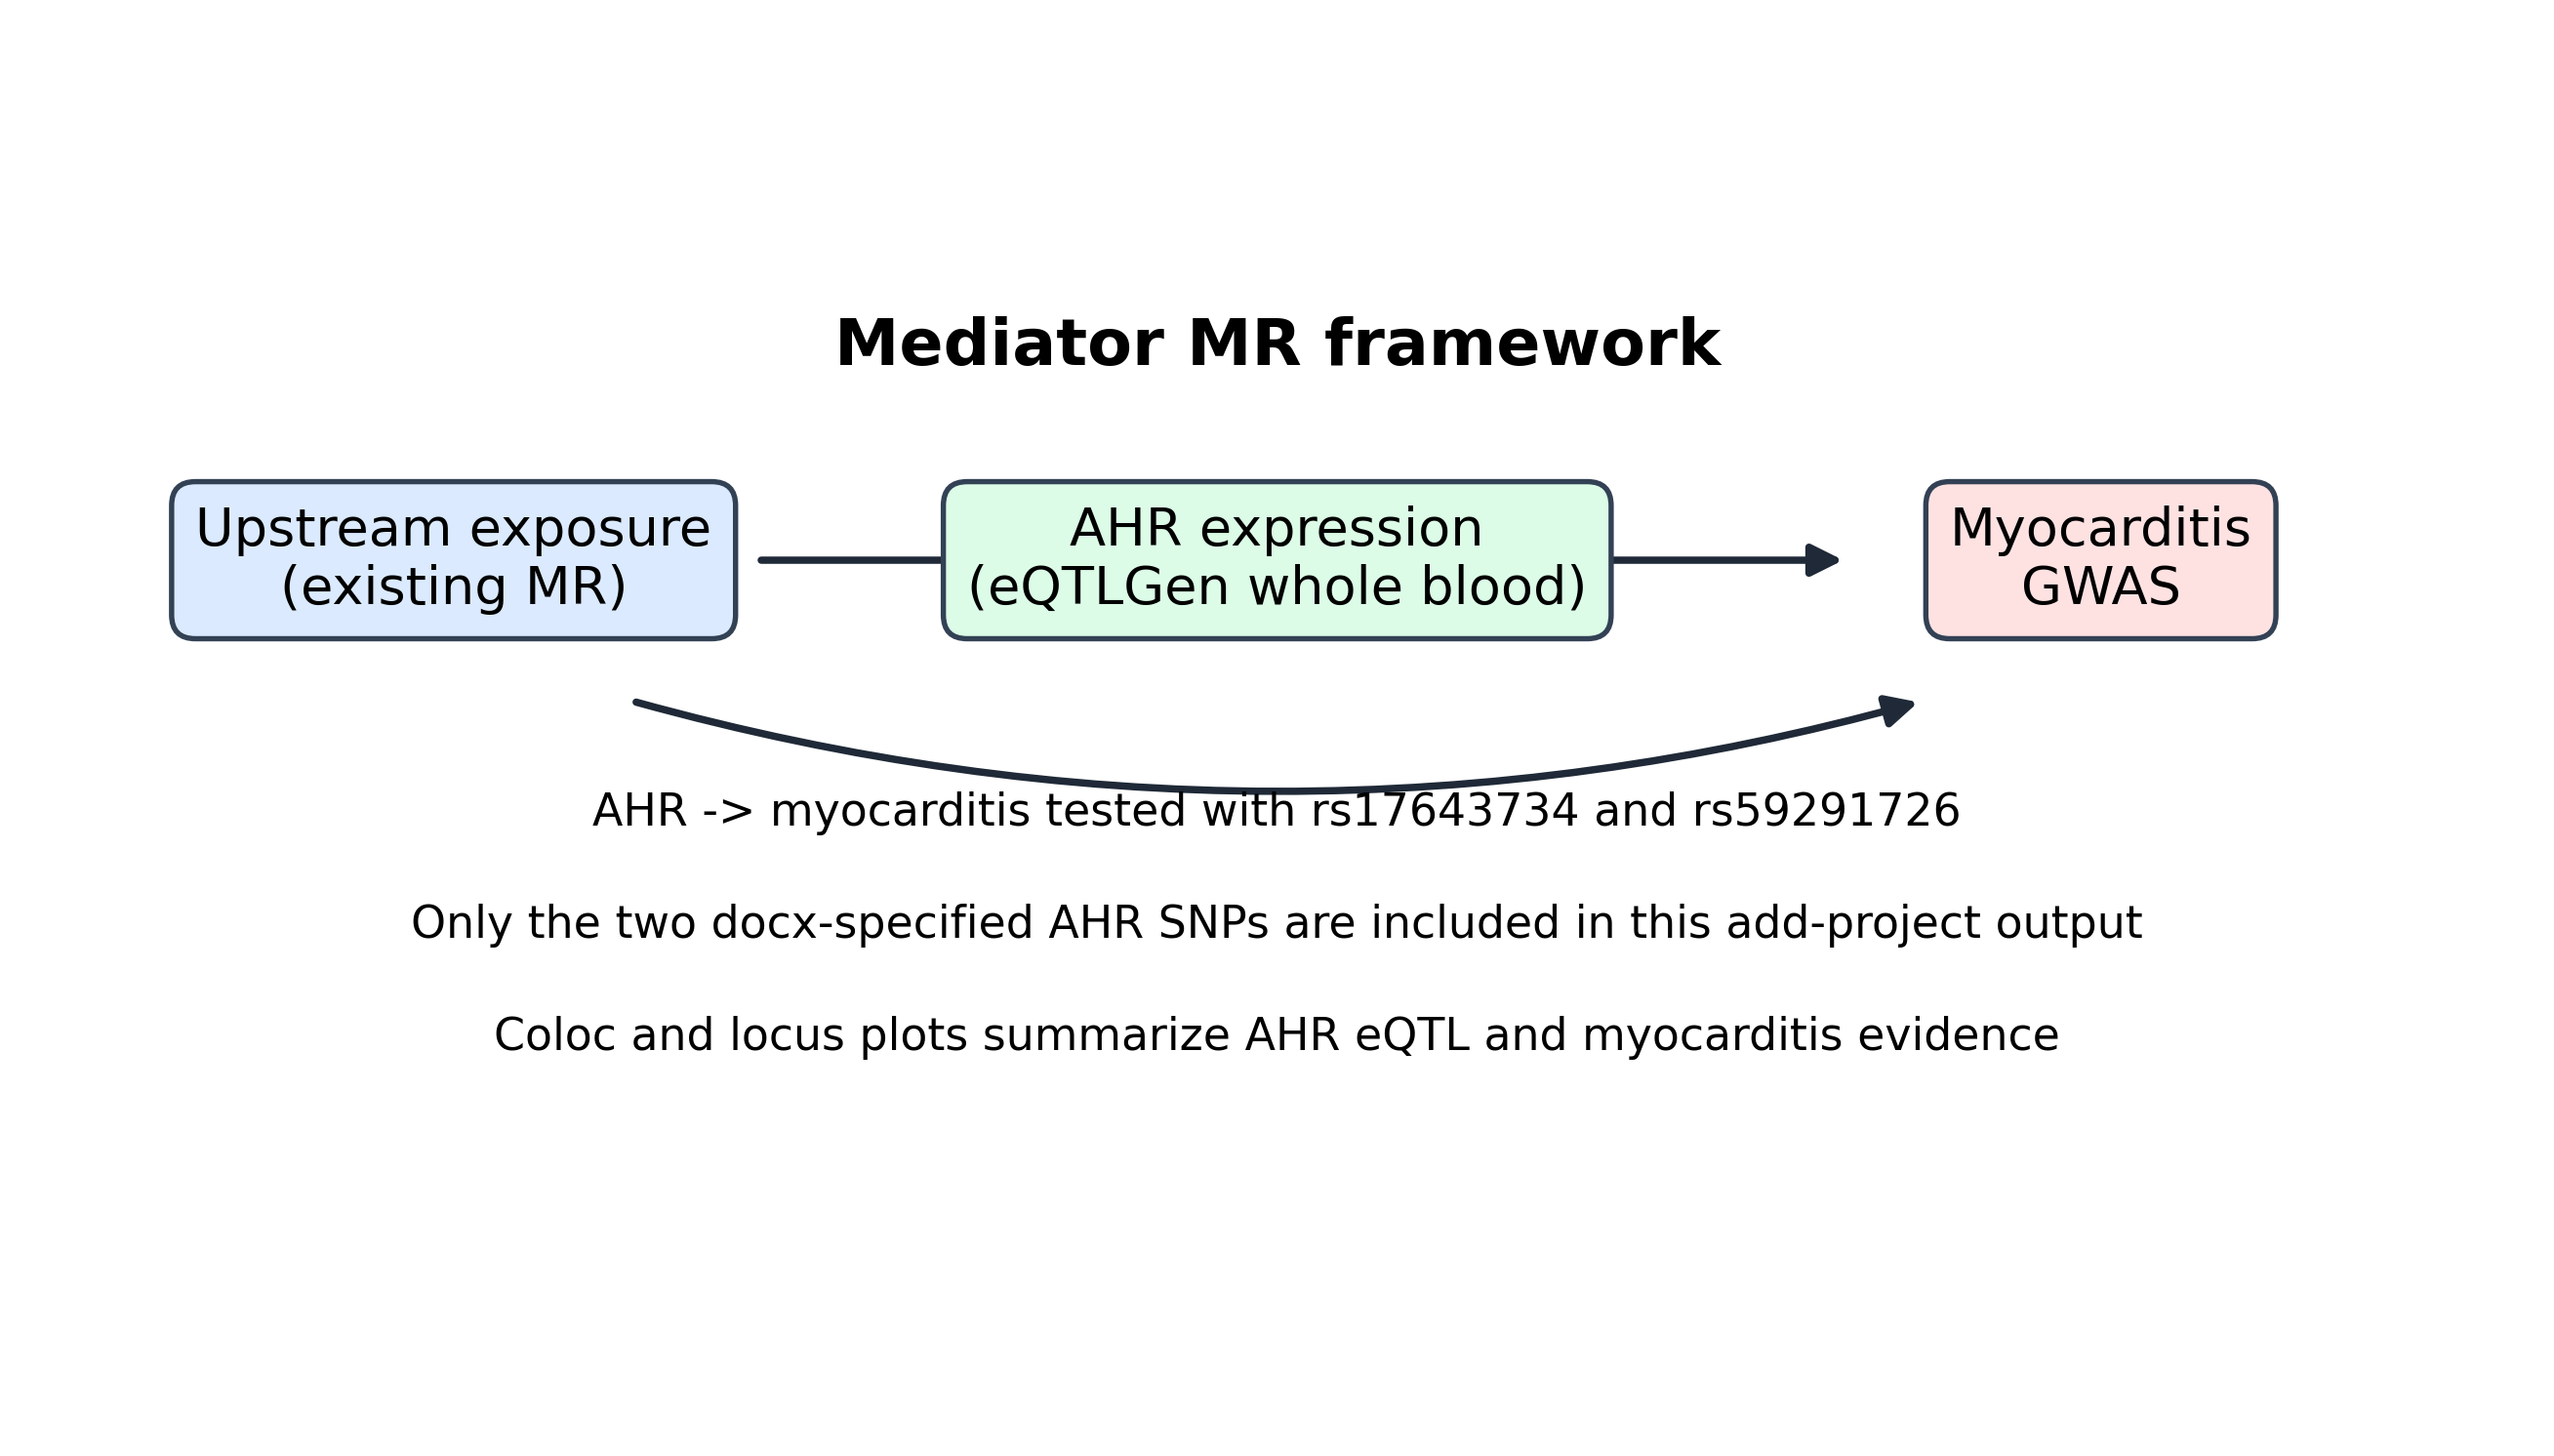 Mediator MR framework
Upstream exposure
(existing MR)
AHR expression
(eQTLGen whole blood)
Myocarditis
GWAS
AHR -> myocarditis tested with rs17643734 and rs59291726
Only the two docx-specified AHR SNPs are included in this add-project output
Coloc and locus plots summarize AHR eQTL and myocarditis evidence